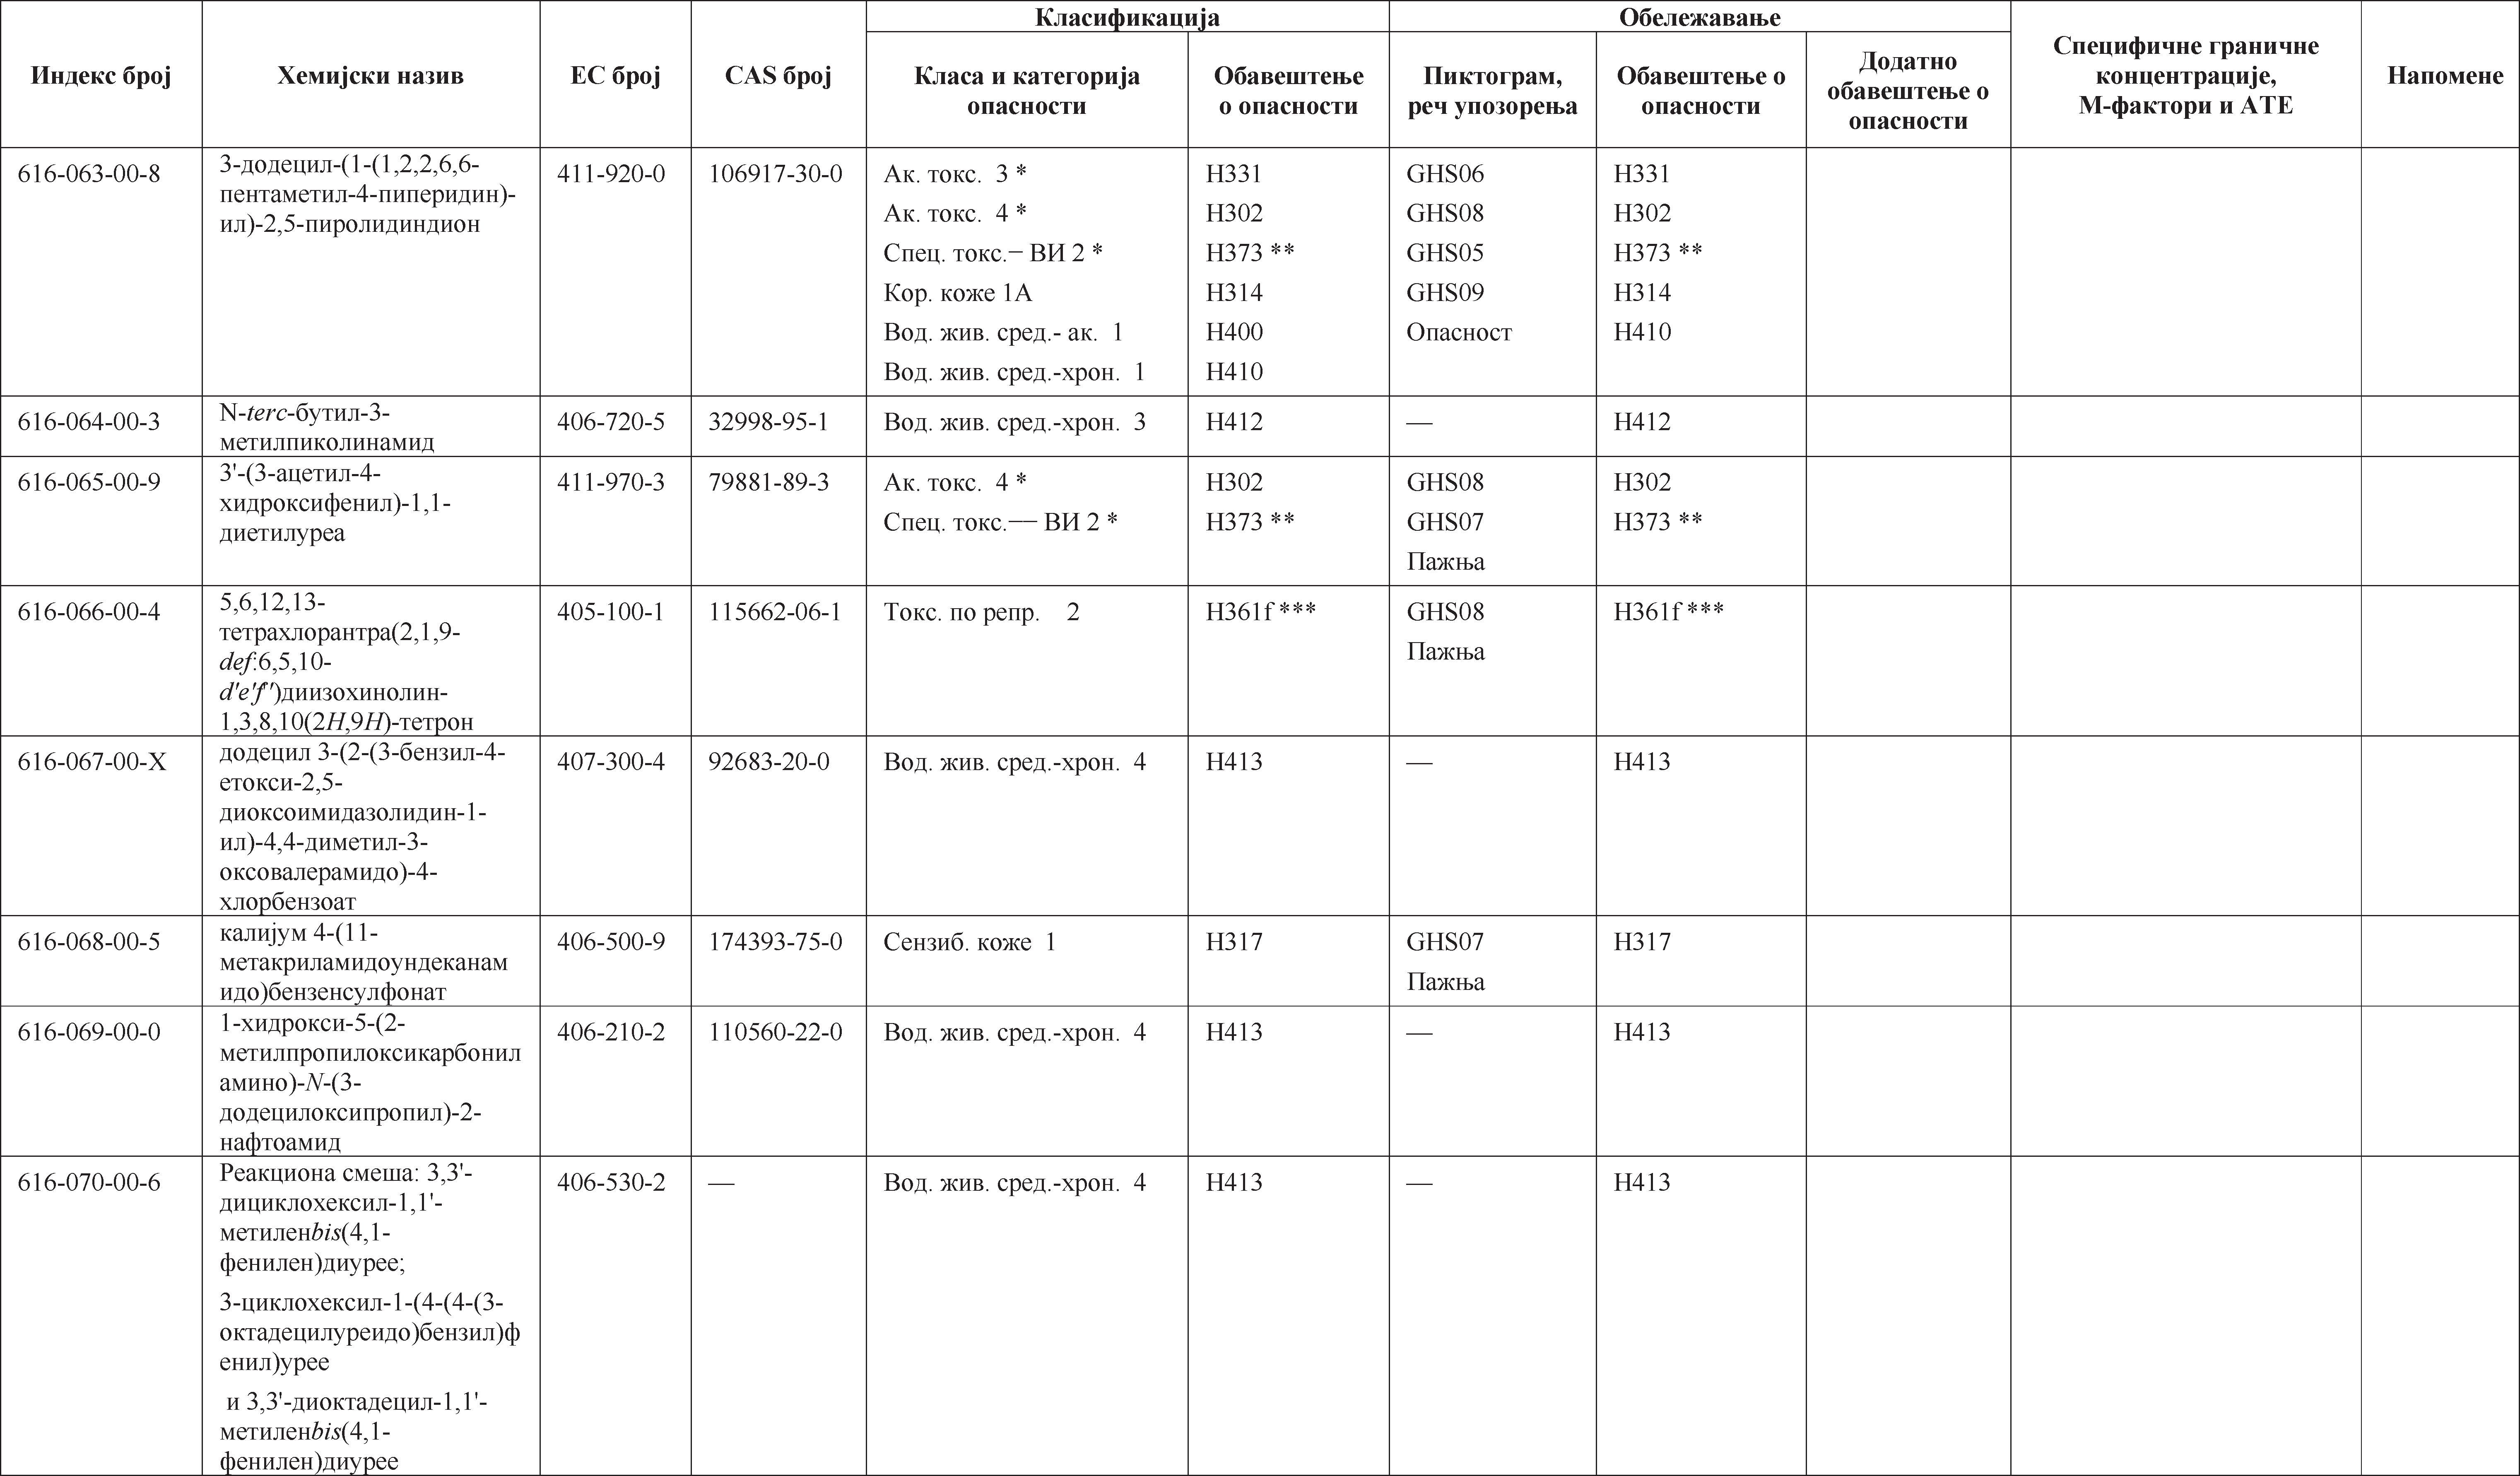 Класификација
Обележавање
Индекс број
Хемијски назив
ЕС број
CAS број
Класа и категорија
опасности
Обавештење
о опасности
Пиктограм,
реч упозорења
Обавештење о
опасности
Додатно
обавештење о
опасности
Специфичне граничне
концентрације,
М-фактори и АТЕ
Напомене
616-063-00-8
3-додецил-(1-(1,2,2,6,6-
пентаметил-4-пиперидин)-
ил)-2,5-пиролидиндион
411-920-0
106917-30-0
Ак. токс.  3 *
Ак. токс.  4 *
Спец. токс.− ВИ 2 *
Кор. коже 1А
Вод. жив. сред.- ак.  1
Вод. жив. сред.-хрон.  1
H331
H302
H373 **
H314
H400
H410
GHS06
GHS08
GHS05
GHS09
Опасност
H331
H302
H373 **
H314
H410
616-064-00-3
N-terc-бутил-3-
метилпиколинамид
406-720-5
32998-95-1
Вод. жив. сред.-хрон.  3
H412
—
H412
616-065-00-9
3'-(3-ацетил-4-
хидроксифенил)-1,1-
диетилуреа
411-970-3
79881-89-3
Ак. токс.  4 *
Спец. токс.−− ВИ 2 *
H302
H373 **
GHS08
GHS07
Пажња
H302
H373 **
616-066-00-4
5,6,12,13-
тетрахлорантра(2,1,9-
def:6,5,10-
d'e'f')диизохинолин-
1,3,8,10(2H,9H)-тетрон
405-100-1
115662-06-1
Токс. по репр.    2
H361f ***
GHS08
Пажња
H361f ***
616-067-00-X
додецил 3-(2-(3-бензил-4-
етокси-2,5-
диоксоимидазолидин-1-
ил)-4,4-диметил-3-
оксовалерамидо)-4-
хлорбензоат
407-300-4
92683-20-0
Вод. жив. сред.-хрон.  4
H413
—
H413
616-068-00-5
калијум 4-(11-
метакриламидоундеканам
идо)бензенсулфонат
406-500-9
174393-75-0
Сензиб. коже  1
H317
GHS07
Пажња
H317
616-069-00-0
1-хидрокси-5-(2-
метилпропилоксикарбонил
амино)-N-(3-
додецилоксипропил)-2-
нафтоамид
406-210-2
110560-22-0
Вод. жив. сред.-хрон.  4
H413
—
H413
616-070-00-6
Реакциона смеша: 3,3'-
дициклохексил-1,1'-
метиленbis(4,1-
фенилен)диурее;
3-циклохексил-1-(4-(4-(3-
октадецилуреидо)бензил)ф
енил)урее
и 3,3'-диоктадецил-1,1'-
метиленbis(4,1-
фенилен)диурее
406-530-2
—
Вод. жив. сред.-хрон.  4
H413
—
H413